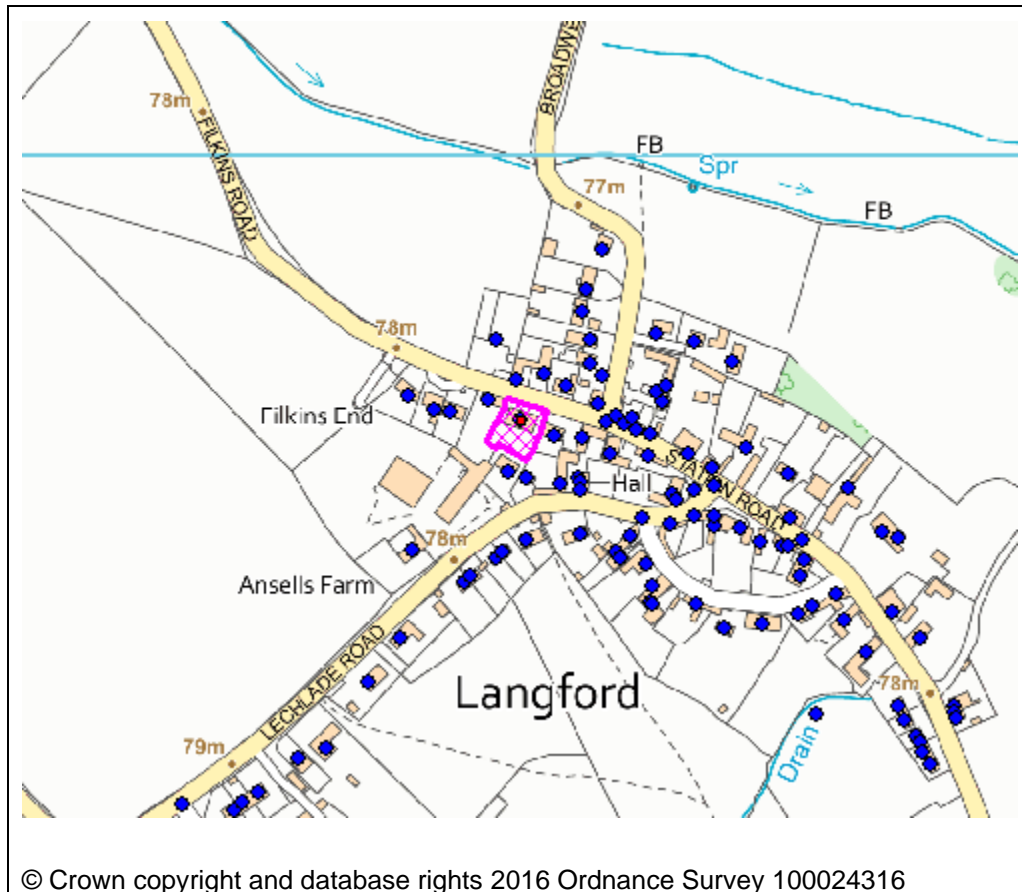 78m
FILKINS ROAD
BROADWE
FB
Spr
77m
FB
78m
Filkins End
STATION ROAD
Hall
78m
Ansells Farm
LECHLADE ROAD
Langford
78m
79m
Drain
© Crown copyright and database rights 2016 Ordnance Survey 100024316